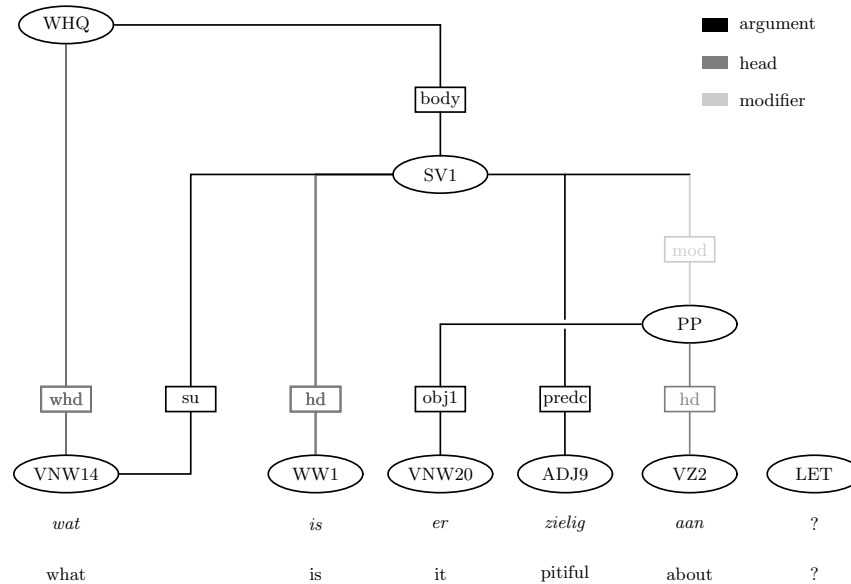 WHQ
argument
head
modifier
body
SV1
mod
PP
whd su hd obj1 predc hd
VNW14 WW1 VNW20 ADJ9 VZ2 LET
wat is er zielig aan ?
what is it pitiful about ?